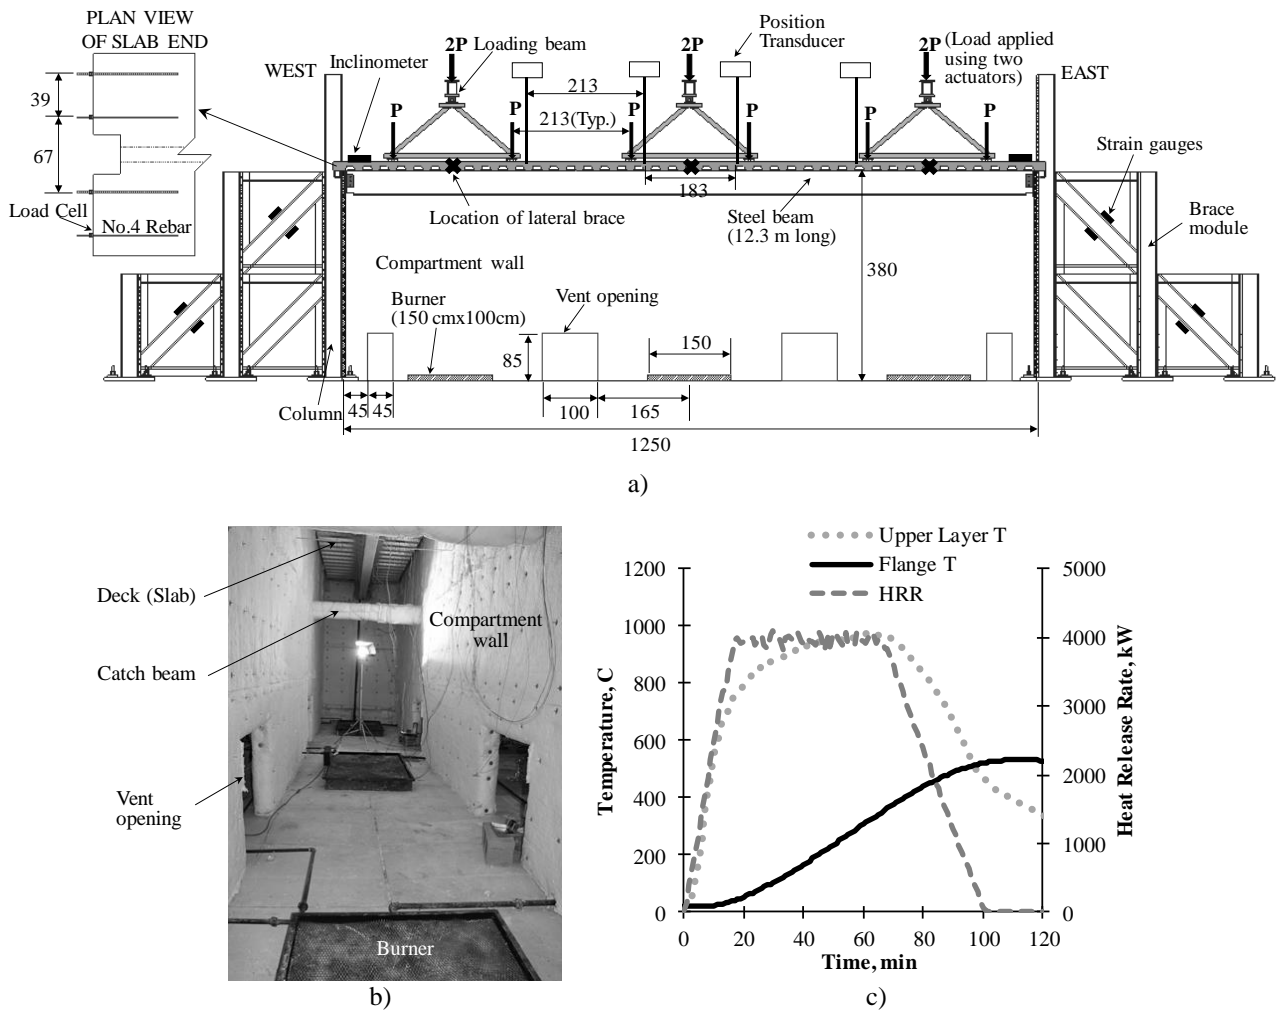 PLAN VIEW
OF SLAB END
39
67
Load Cell
No.4 Rebar
WEST
Inclinometer
2P
Loading beam
2P
Position
Transducer
2P
(Load applied
using two
actuators)
EAST
213
P
P
P
P
P
P
213(Typ.)
183
Strain gauges
Brace
module
Location of lateral brace
Steel beam
(12.3 m long)
Compartment wall
380
Burner
(150 cmx100cm)
Vent opening
85
150
Column
45
45
100
165
1250
a)
Deck (Slab)
Catch beam
Compartment
wall
Vent
opening
Burner
b)
Upper Layer T
Flange T
HRR
1200
1000
800
600
400
200
0
Temperature, C
5000
4000
3000
2000
1000
0
Heat Release Rate, kW
0
20
40
60
80
100
120
Time, min
c)